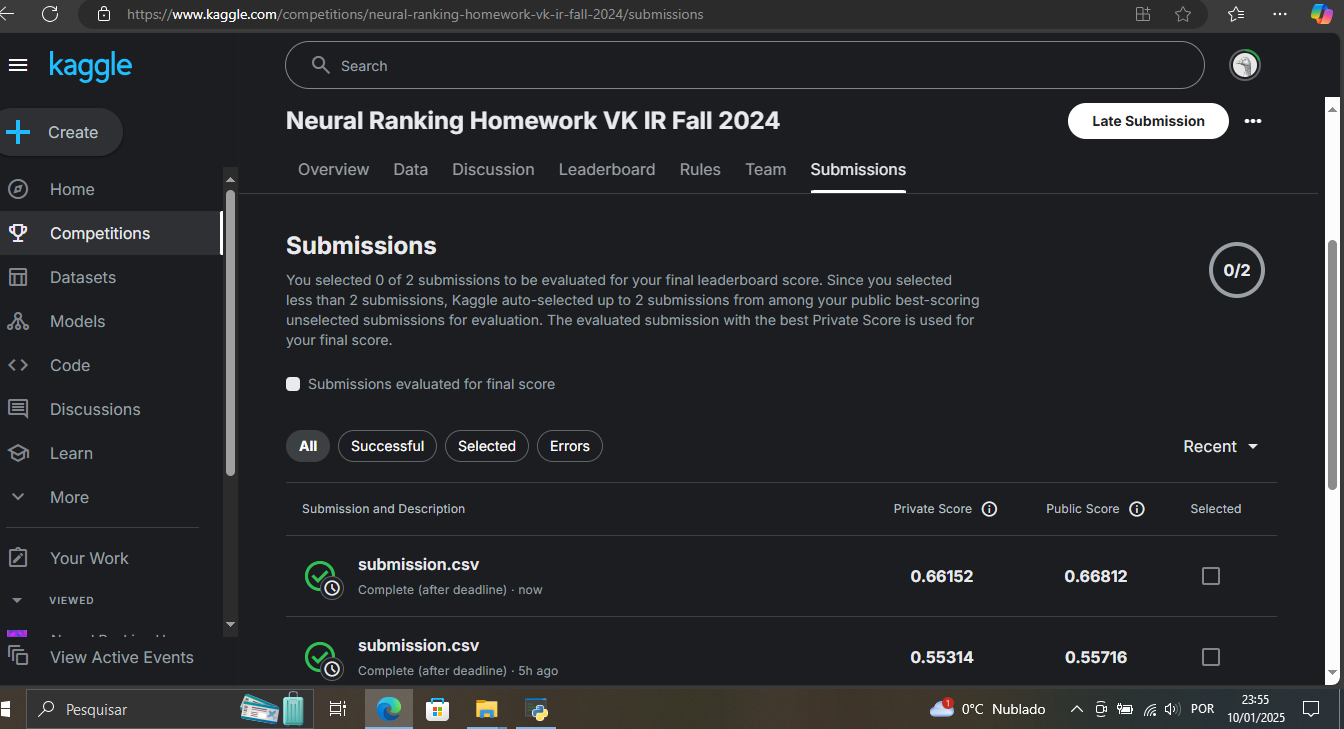 https://www.kaggle.com/competitions/neural-ranking-homework-vk-ir-fall-2024/submissions
kaggle
Search
Create
Neural Ranking Homework VK IR Fall 2024
Late Submission
Overview Data Discussion Leaderboard Rules Team Submissions
Home
Competitions
Datasets
Models
Code
Discussions
Learn
More
Your Work
VIEWED
View Active Events
Submissions
You selected 0 of 2 submissions to be evaluated for your final leaderboard score. Since you selected
less than 2 submissions, Kaggle auto-selected up to 2 submissions from among your public best-scoring
unselected submissions for evaluation. The evaluated submission with the best Private Score is used for
your final score.
0/2
Submissions evaluated for final score
All Successful Selected Errors
Recent
Submission and Description Private Score Public Score Selected
submission.csv
Complete (after deadline) · now
0.66152 0.66812
submission.csv
Complete (after deadline) · 5h ago
0.55314 0.55716
Pesquisar
1
0°C Nublado
POR
23:55
10/01/2025